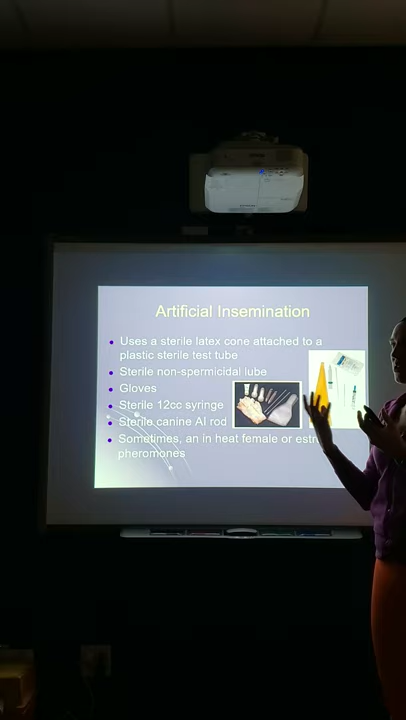 Artificial Insemination
Uses a sterile latex cone attached to a
plastic sterile test tube
Sterile non-spermicidal lube
Gloves
Sterile 12cc syringe
Sterile canine AI rod
Sometimes, an in heat female or
pheromones